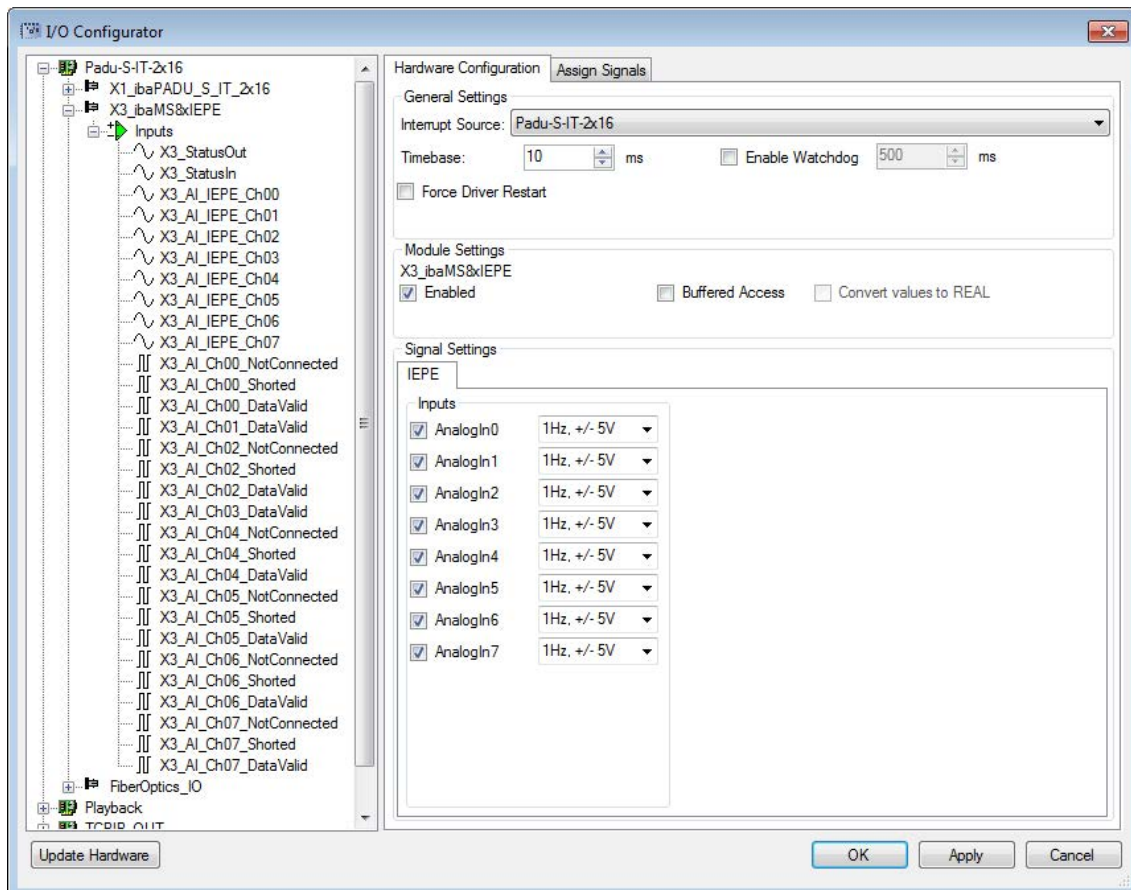 I/O Configurator
Padu-S-IT-2x16
X1_ibaPADU_S_IT_2x16
X3_ibaMS8xIEPE
Inputs
X3_StatusOut
X3_StatusIn
X3_AI_IEPE_Ch00
X3_AI_IEPE_Ch01
X3_AI_IEPE_Ch02
X3_AI_IEPE_Ch03
X3_AI_IEPE_Ch04
X3_AI_IEPE_Ch05
X3_AI_IEPE_Ch06
X3_AI_IEPE_Ch07
X3_AI_Ch00_NotConnected
X3_AI_Ch00_Shorted
X3_AI_Ch00_DataValid
X3_AI_Ch01_DataValid
X3_AI_Ch02_NotConnected
X3_AI_Ch02_Shorted
X3_AI_Ch02_DataValid
X3_AI_Ch03_DataValid
X3_AI_Ch04_NotConnected
X3_AI_Ch04_Shorted
X3_AI_Ch04_DataValid
X3_AI_Ch05_NotConnected
X3_AI_Ch05_Shorted
X3_AI_Ch05_DataValid
X3_AI_Ch06_NotConnected
X3_AI_Ch06_Shorted
X3_AI_Ch06_DataValid
X3_AI_Ch07_NotConnected
X3_AI_Ch07_Shorted
X3_AI_Ch07_DataValid
FiberOptics_IO
Playback
TCPIP_OUT
Hardware Configuration Assign Signals
General Settings
Interrupt Source: Padu-S-IT-2x16
Timebase: 10 ms Enable Watchdog 500 ms
Force Driver Restart
Module Settings
X3_ibaMS8xIEPE
Enabled Buffered Access Convert values to REAL
Signal Settings
IEPE
Inputs
AnalogIn0 1Hz, +/- 5V
AnalogIn1 1Hz, +/- 5V
AnalogIn2 1Hz, +/- 5V
AnalogIn3 1Hz, +/- 5V
AnalogIn4 1Hz, +/- 5V
AnalogIn5 1Hz, +/- 5V
AnalogIn6 1Hz, +/- 5V
AnalogIn7 1Hz, +/- 5V
Update Hardware OK Apply Cancel